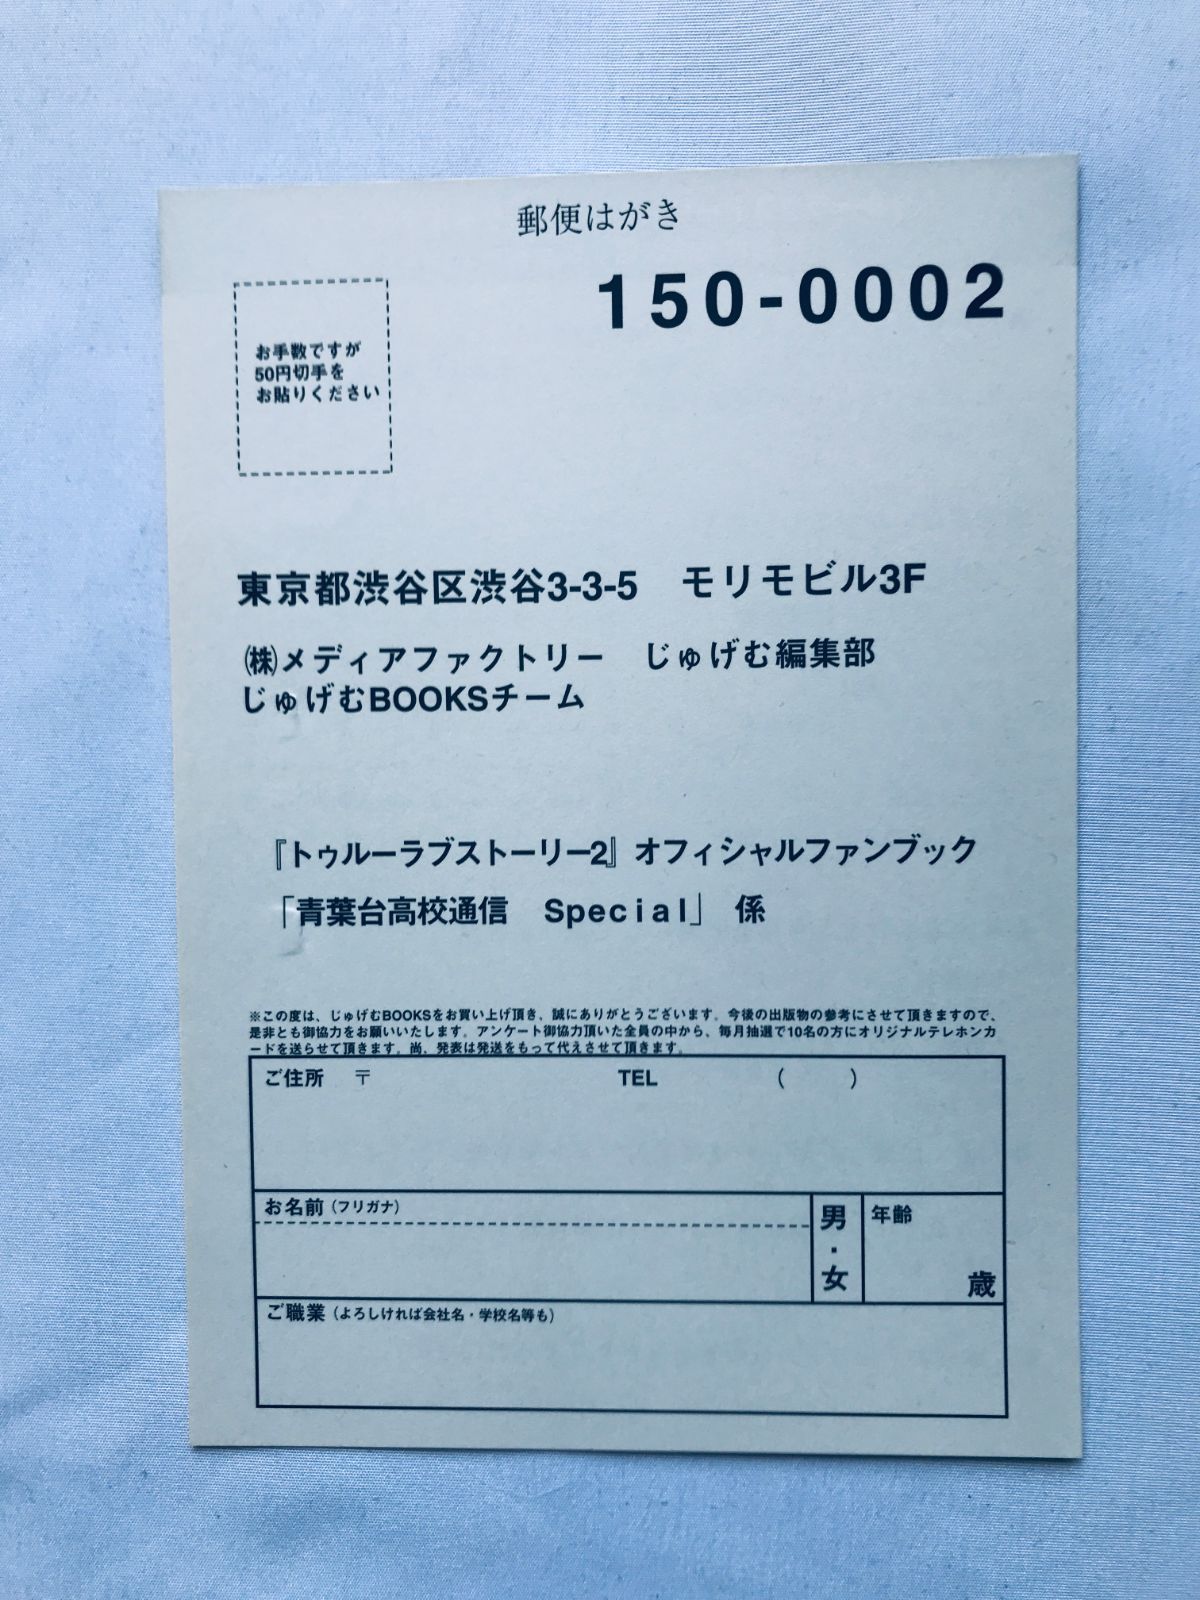 郵便はがき
150-0002
お手数ですが
50円切手を
お貼りください
東京都渋谷区渋谷3-3-5　モリモビル3F
㈱メディアファクトリー　じゅげむ編集部
じゅげむBOOKSチーム
『トゥルーラブストーリー2』オフィシャルファンブック
「青葉台高校通信　Special」 係
※この度は、じゅげむBOOKSをお買い上げ頂き、誠にありがとうございます。今後の出版物の参考にさせて頂きますので、
是非とも御協力をお願いいたします。アンケート御協力頂いた全員の中から、毎月抽選で10名の方にオリジナルテレホンカ
ードを送らせて頂きます。尚、発表は発送をもって代えさせて頂きます。
ご住所　〒　TEL　(　　)
お名前（フリガナ）
男・女
年齢
歳
ご職業（よろしければ会社名・学校名等も）